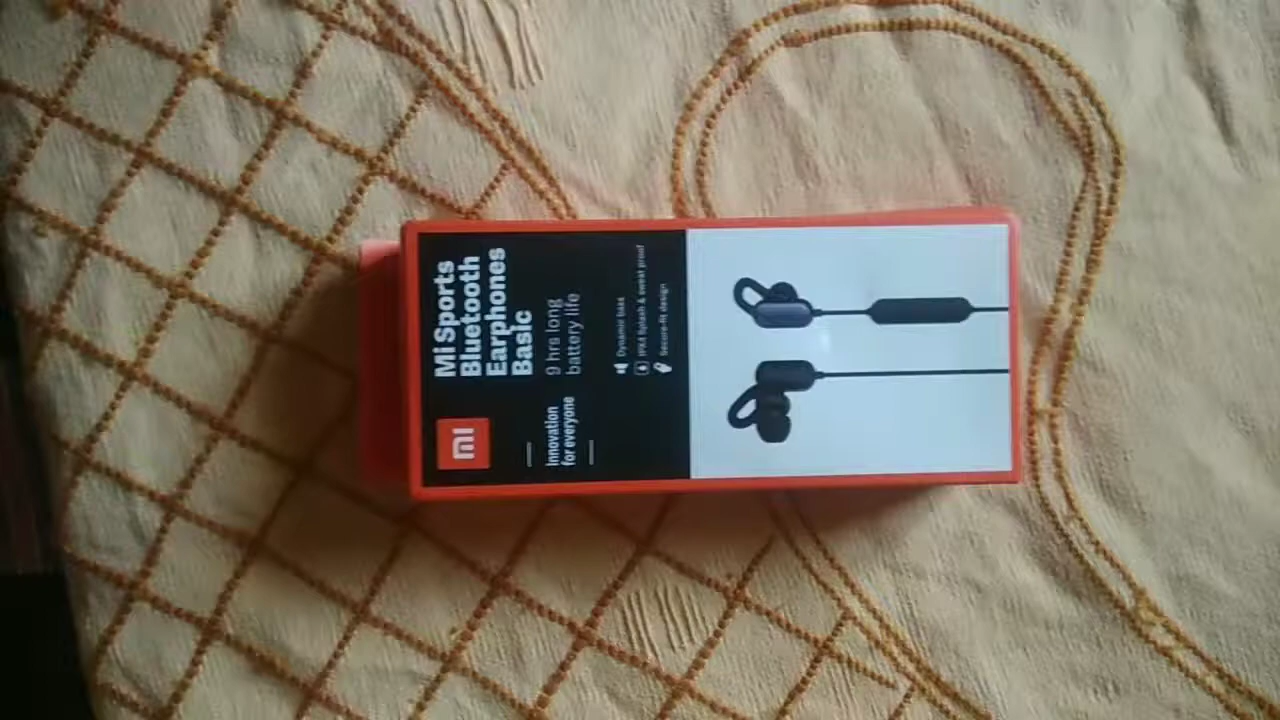 Mi Sports
Bluetooth
Earphones
Basic
9 hrs long
battery life
Dynamic bass
IPX4 Splash & sweat proof
Secure-fit design
mi
Innovation
for everyone